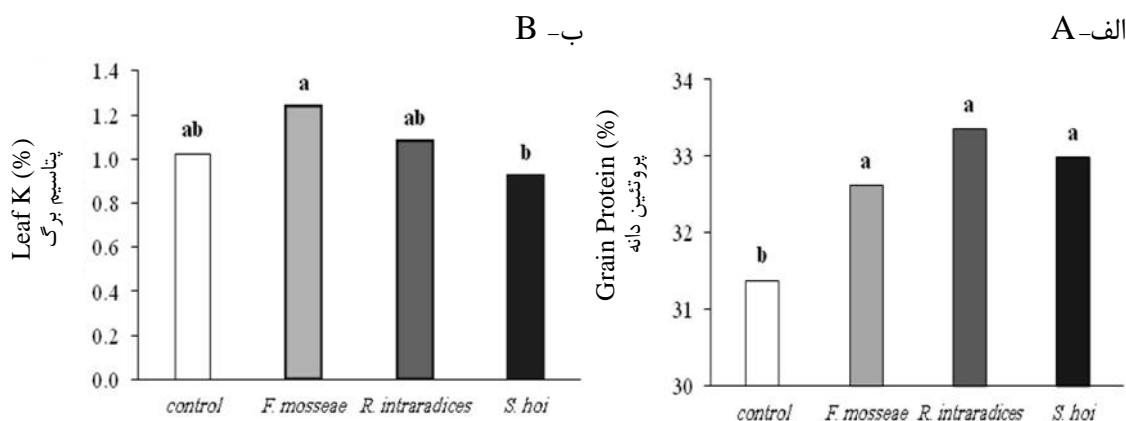 ب- B
Leaf K (%)
پتاسیم برگ
1.4
1.2
1.0
0.8
0.6
0.4
0.2
0.0
ab
a
ab
b
control F. mosseae R. intraradices S. hoi
الف-A
Grain Protein (%)
پروتئین دانه
34
33
32
31
30
b
a
a
a
control F. mosseae R. intraradices S. hoi